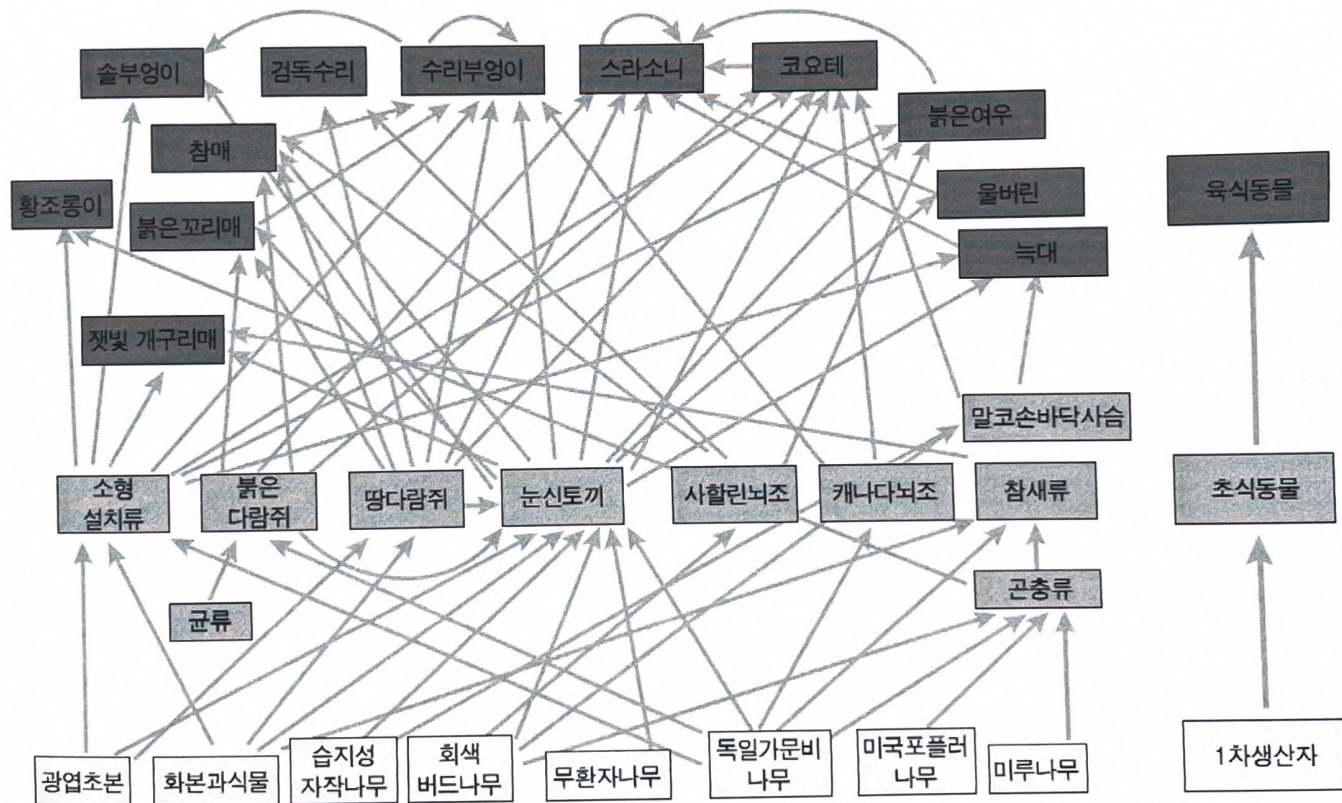 솔부엉이
검독수리
수리부엉이
스라소니
코요테
붉은여우
참매
황조롱이
붉은꼬리매
울버린
육식동물
늑대
잿빛 개구리매
말코손바닥사슴
소형
설치류
붉은
다람쥐
땅다람쥐
눈신토끼
사할린뇌조
캐나다뇌조
참새류
초식동물
균류
곤충류
광엽초본
화본과식물
습지성
자작나무
회색
버드나무
무환자나무
독일가문비
나무
미국포플러
나무
미루나무
1차생산자